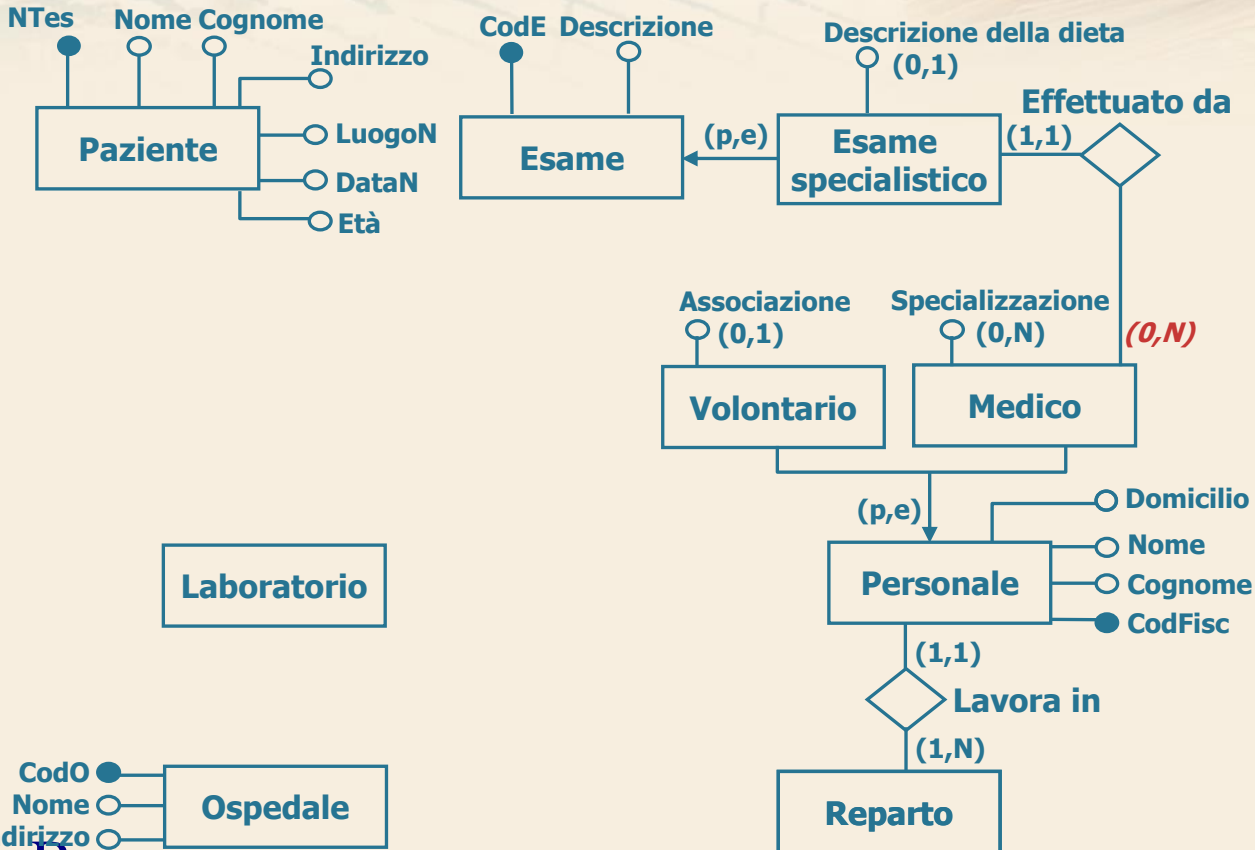 NTes
Nome Cognome
Indirizzo
Paziente
LuogoN
DataN
Età
CodE Descrizione
Esame
(p,e)
Descrizione della dieta
(0,1)
Esame
specialistico
(1,1)
Effettuato da
(0,N)
Associazione
(0,1)
Volontario
Specializzazione
(0,N)
Medico
(p,e)
Personale
Domicilio
Nome
Cognome
CodFisc
(1,1)
Lavora in
(1,N)
Reparto
Laboratorio
CodO
Nome
dirizzo
Ospedale